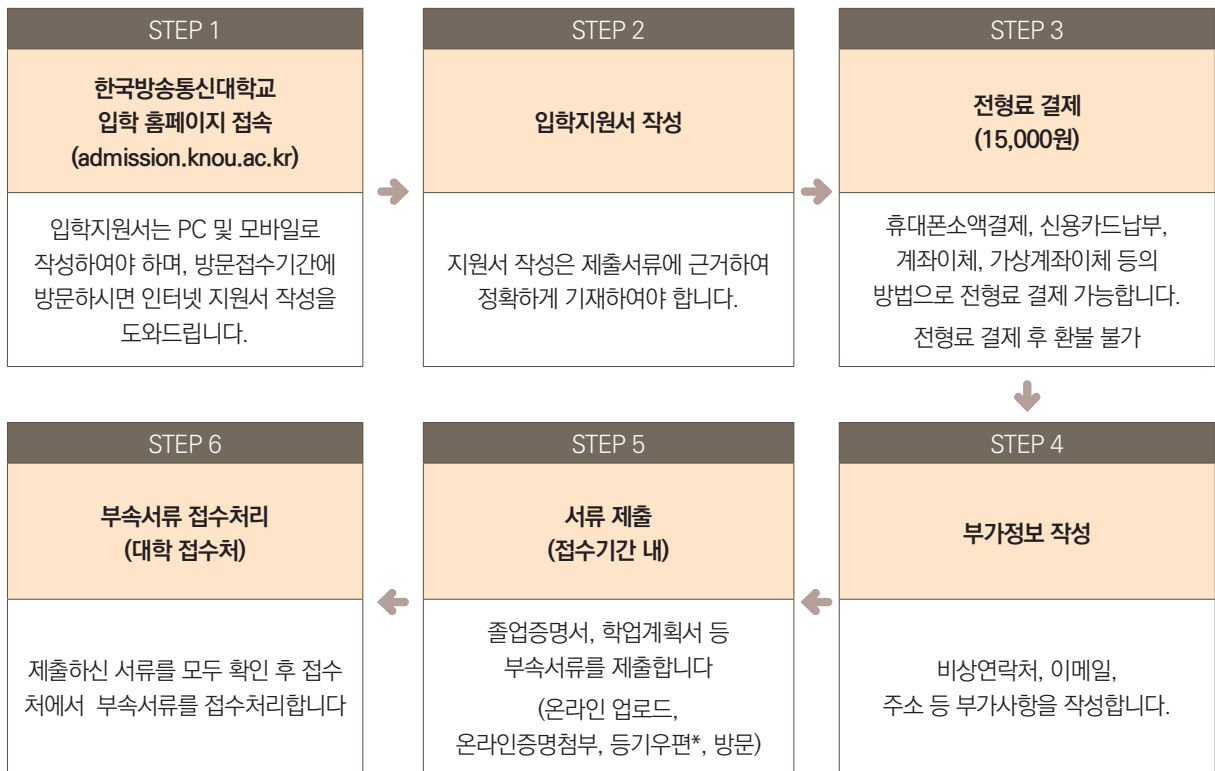 STEP 1
한국방송통신대학교
입학 홈페이지 접속
(admission.knou.ac.kr)
입학지원서는 PC 및 모바일로
작성하여야 하며, 방문접수기간에
방문하시면 인터넷 지원서 작성을
도와드립니다.
STEP 2
입학지원서 작성
지원서 작성은 제출서류에 근거하여
정확하게 기재하여야 합니다.
STEP 3
전형료 결제
(15,000원)
휴대폰소액결제, 신용카드납부,
계좌이체, 가상계좌이체 등의
방법으로 전형료 결제 가능합니다.
전형료 결제 후 환불 불가
STEP 4
부가정보 작성
비상연락처, 이메일,
주소 등 부가사항을 작성합니다.
STEP 5
서류 제출
(접수기간 내)
졸업증명서, 학업계획서 등
부속서류를 제출합니다
(온라인 업로드,
온라인증명첨부, 등기우편*, 방문)
STEP 6
부속서류 접수처리
(대학 접수처)
제출하신 서류를 모두 확인 후 접수
처에서 부속서류를 접수처리합니다